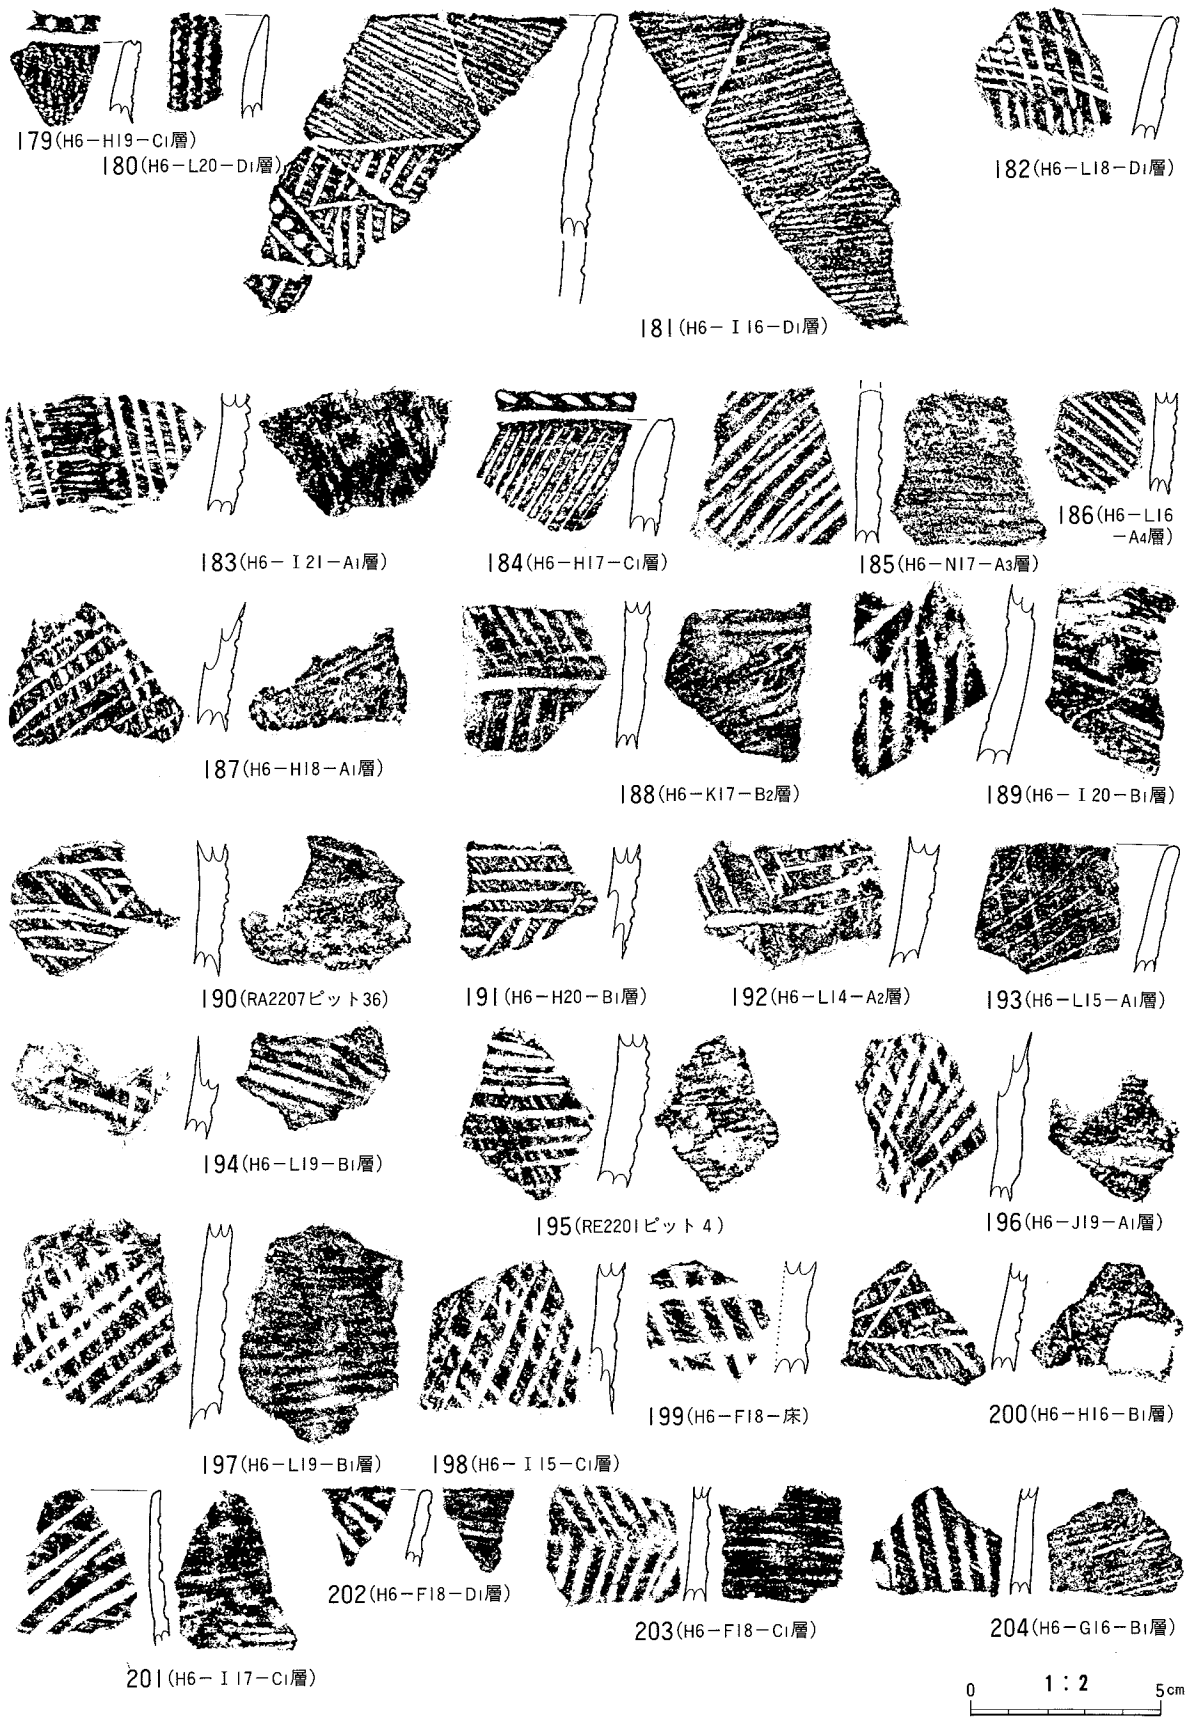 179(H6-H19-C1層)
180(H6-L20-D1層)
181(H6-I16-D1層)
182(H6-L18-D1層)
183(H6-I21-A1層)
184(H6-H17-C1層)
185(H6-N17-A3層)
186(H6-L16
-A4層)
187(H6-H18-A1層)
188(H6-K17-B2層)
189(H6-I20-B1層)
190(RA2207ピット36)
191(H6-H20-B1層)
192(H6-L14-A2層)
193(H6-L15-A1層)
194(H6-L19-B1層)
195(RE2201ピット4)
196(H6-J19-A1層)
197(H6-L19-B1層)
198(H6-I15-C1層)
199(H6-F18-床)
200(H6-H16-B1層)
201(H6-I17-C1層)
202(H6-F18-D1層)
203(H6-F18-C1層)
204(H6-G16-B1層)
1:2
0 5cm